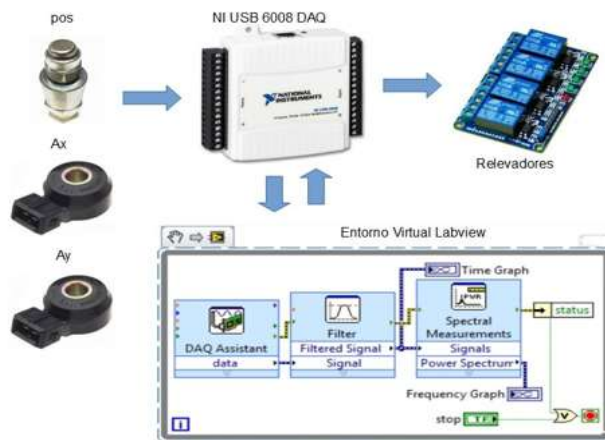 pos
NI USB 6008 DAQ
NATIONAL
INSTRUMENTS
Ax
Relevadores
Ay
Entorno Virtual Labview
Time Graph
DAQ Assistant
data
Filter
Filtered Signal
Signal
Spectral
Measurements
Signals
Power Spectrum
status
Frequency Graph
stop
TF
i